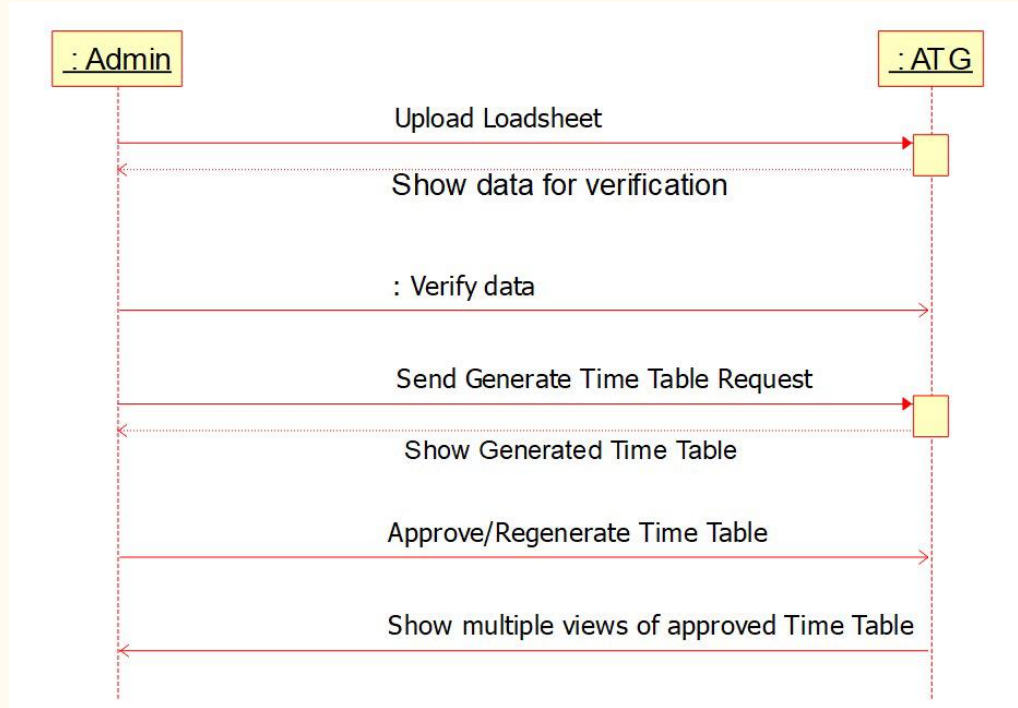 : Admin
: ATG
Upload Loadsheet
Show data for verification
: Verify data
Send Generate Time Table Request
Show Generated Time Table
Approve/Regenerate Time Table
Show multiple views of approved Time Table